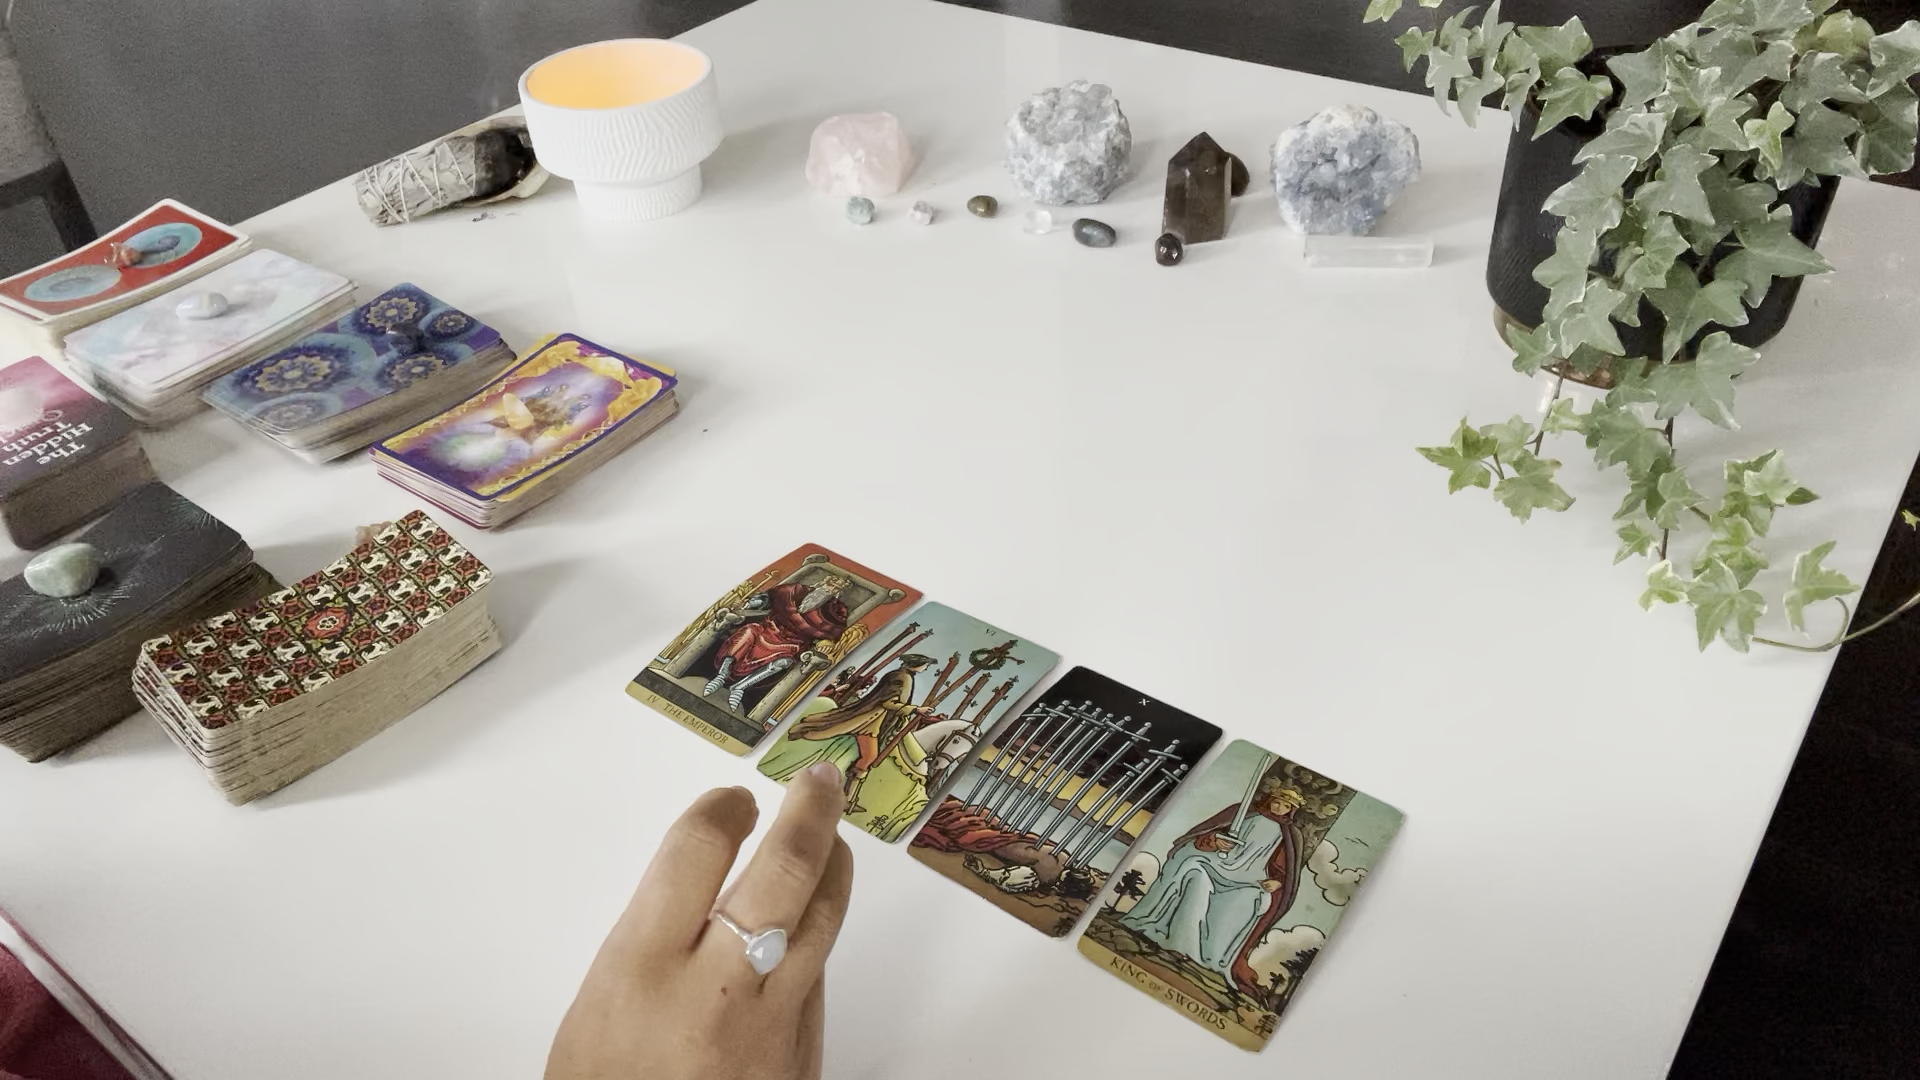 The
Hidden
Truth
IV THE EMPEROR
VI
X
KING OF SWORDS